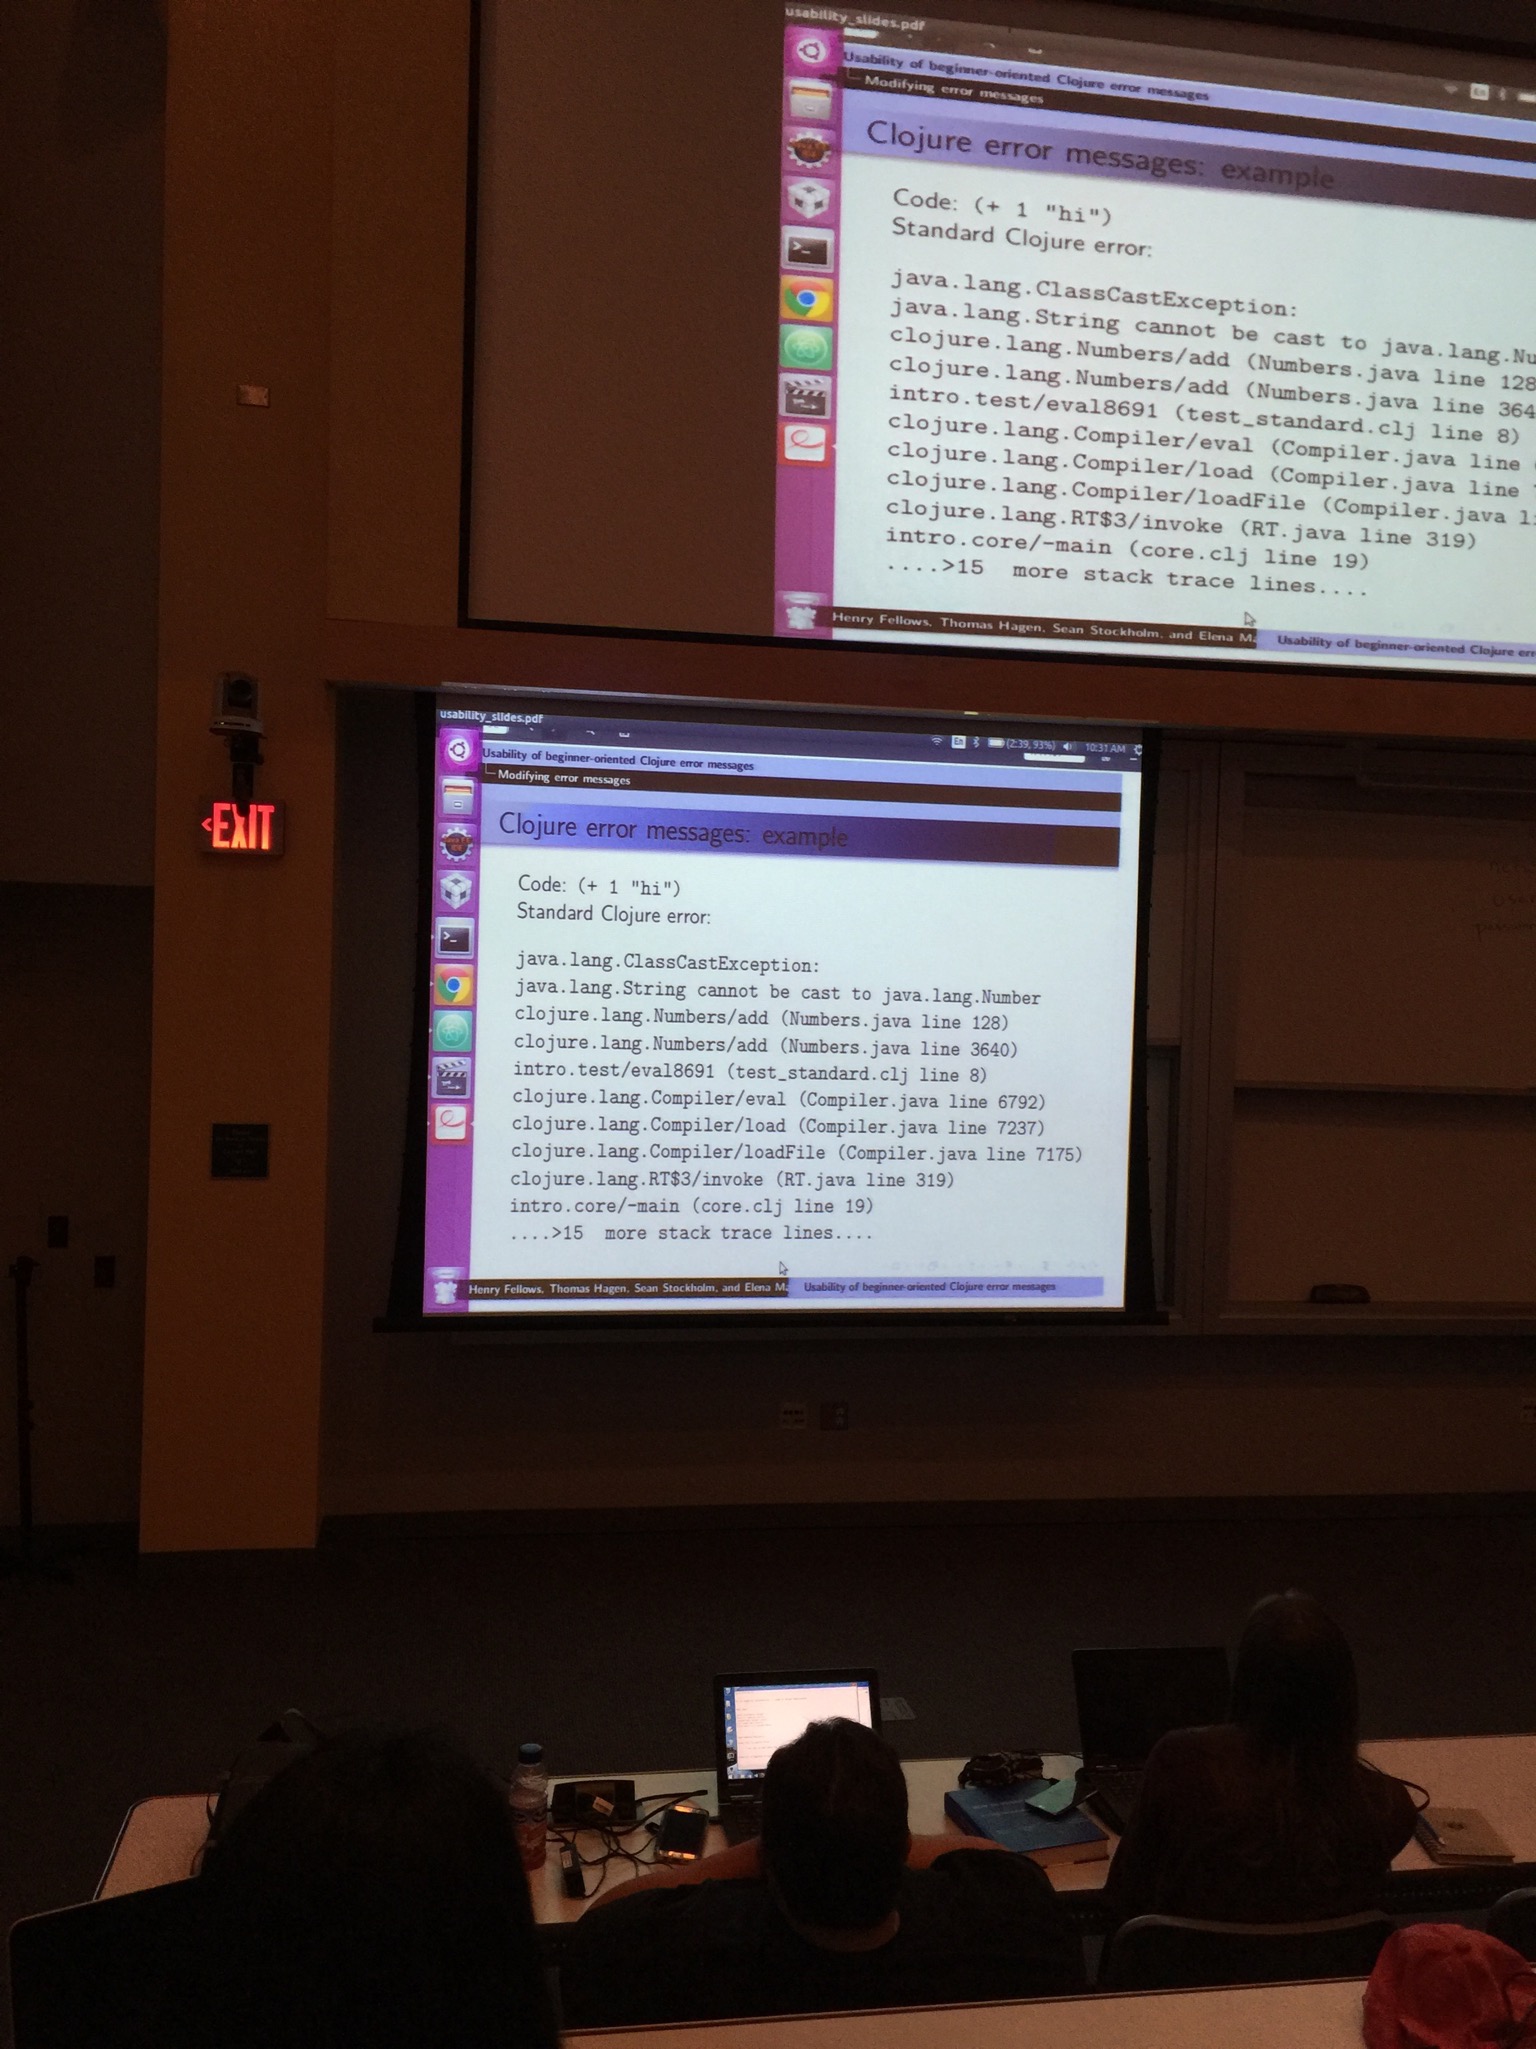 usability_slides.pdf
En
Usability of beginner-oriented Clojure error messages
Modifying error messages
Clojure error messages: example
Code: (+ 1 "hi")
Standard Clojure error:
java.lang.ClassCastException:
java.lang.String cannot be cast to java.lang.Nu
clojure.lang.Numbers/add (Numbers.java line 128
clojure.lang.Numbers/add (Numbers.java line 364
intro.test/eval8691 (test_standard.clj line 8)
clojure.lang.Compiler/eval (Compiler.java line
clojure.lang.Compiler/load (Compiler.java line
clojure.lang.Compiler/loadFile (Compiler.java li
clojure.lang.RT$3/invoke (RT.java line 319)
intro.core/-main (core.clj line 19)
....>15 more stack trace lines....
Henry Fellows, Thomas Hagen, Sean Stockholm, and Elena M. Usability of beginner-oriented Clojure err
usability_slides.pdf
En (2:39, 93%) 10:31 AM
Usability of beginner-oriented Clojure error messages
Modifying error messages
Clojure error messages: example
Code: (+ 1 "hi")
Standard Clojure error:
java.lang.ClassCastException:
java.lang.String cannot be cast to java.lang.Number
clojure.lang.Numbers/add (Numbers.java line 128)
clojure.lang.Numbers/add (Numbers.java line 3640)
intro.test/eval8691 (test_standard.clj line 8)
clojure.lang.Compiler/eval (Compiler.java line 6792)
clojure.lang.Compiler/load (Compiler.java line 7237)
clojure.lang.Compiler/loadFile (Compiler.java line 7175)
clojure.lang.RT$3/invoke (RT.java line 319)
intro.core/-main (core.clj line 19)
....>15 more stack trace lines....
Henry Fellows, Thomas Hagen, Sean Stockholm, and Elena M. Usability of beginner-oriented Clojure error messages
EXIT